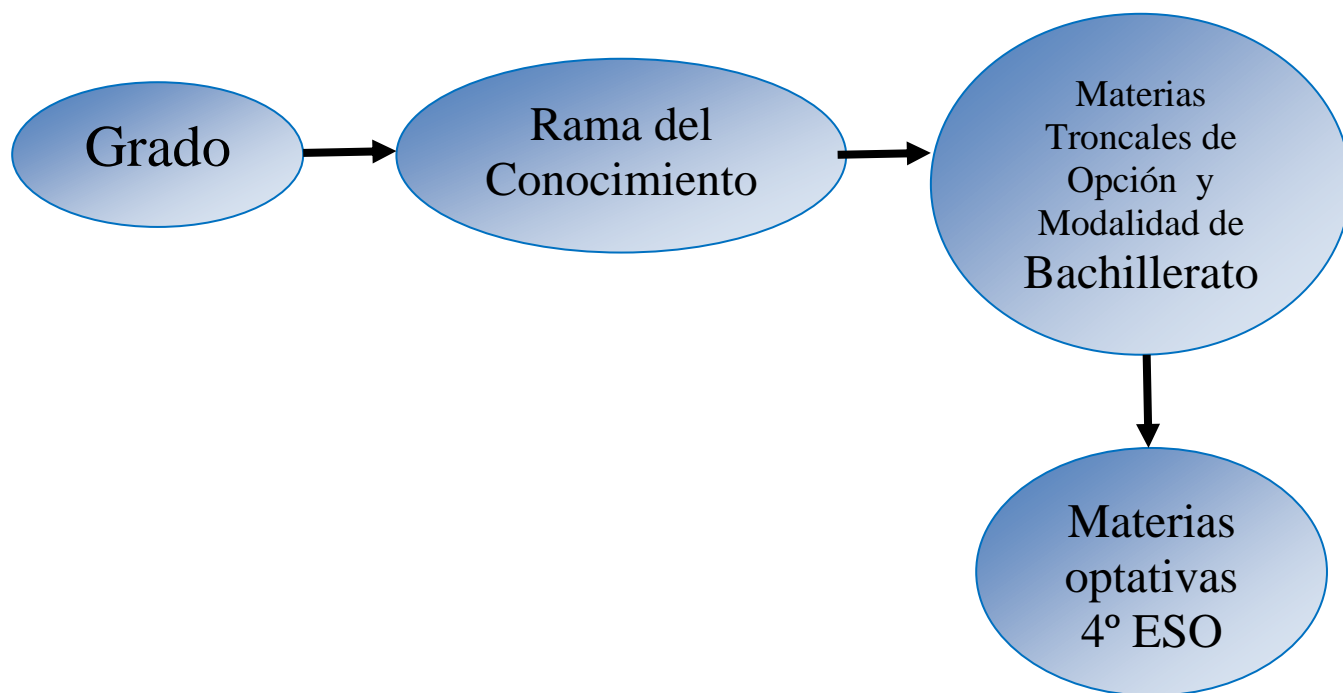 Grado
Rama del
Conocimiento
Materias
Troncales de
Opción y
Modalidad de
Bachillerato
Materias
optativas
4º ESO